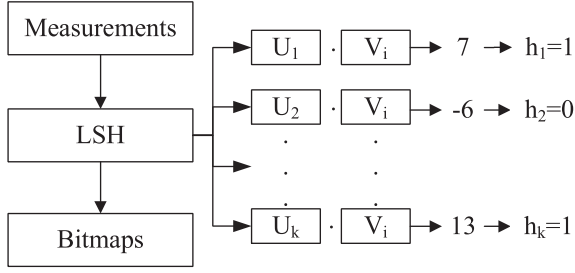 Measurements
LSH
Bitmaps
U₁ · Vᵢ 7 h₁=1
U₂ · Vᵢ -6 h₂=0
Uₖ · Vᵢ 13 hₖ=1